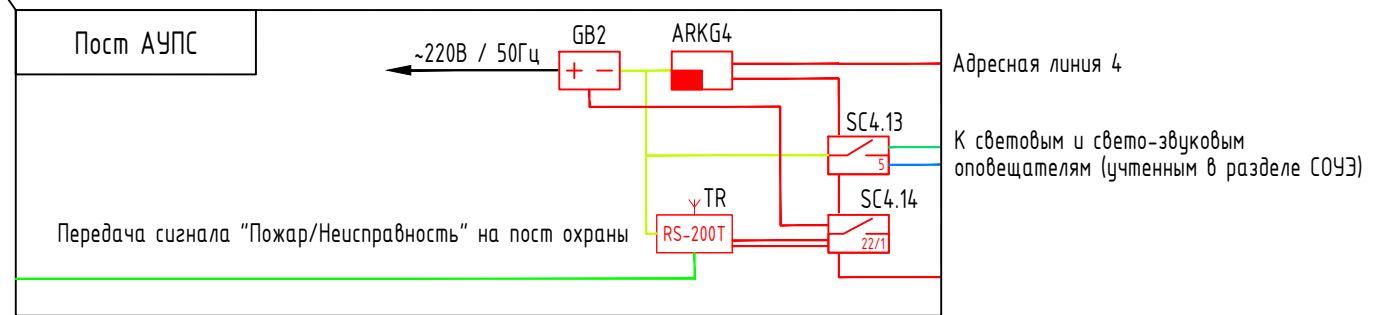 Пост АУПС
GB2
ARKG4
~220В / 50Гц
+ -
Адресная линия 4
SC4.13
5
К световым и свето-звуковым
оповещателям (учтенным в разделе СОУЭ)
TR
SC4.14
Передача сигнала "Пожар/Неисправность" на пост охраны
RS-200T
22/1